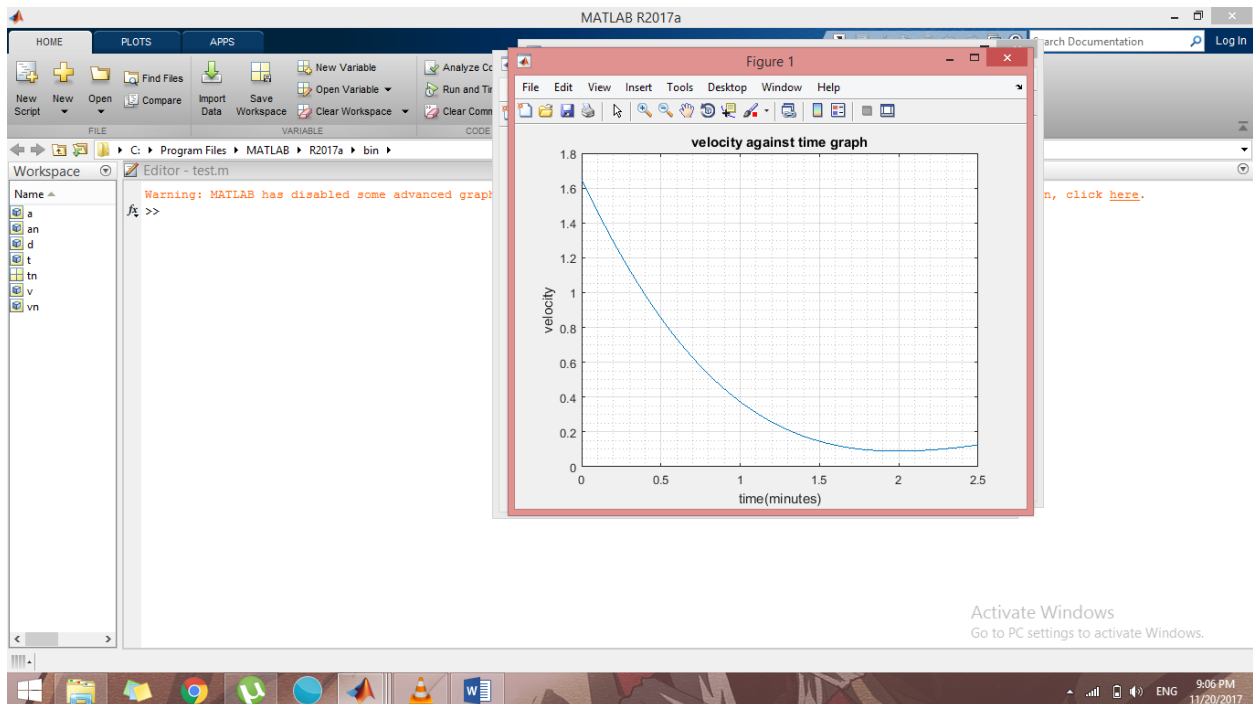 MATLAB R2017a
HOME PLOTS APPS
Search Documentation
Log In
New Script
New
Open
Find Files
Compare
Import Data
Save Workspace
New Variable
Open Variable
Clear Workspace
Analyze Co
Run and Tim
Clear Comm
FILE VARIABLE CODE
C: Program Files MATLAB R2017a bin
Workspace
Editor - test.m
Name
a
an
d
t
tn
v
vn
Warning: MATLAB has disabled some advanced graph
n, click here.
fx >>
Figure 1
File Edit View Insert Tools Desktop Window Help
velocity against time graph
1.8
1.6
1.4
1.2
1
0.8
0.6
0.4
0.2
0
velocity
0 0.5 1 1.5 2 2.5
time(minutes)
Activate Windows
Go to PC settings to activate Windows.
W
ENG
9:06 PM
11/20/2017